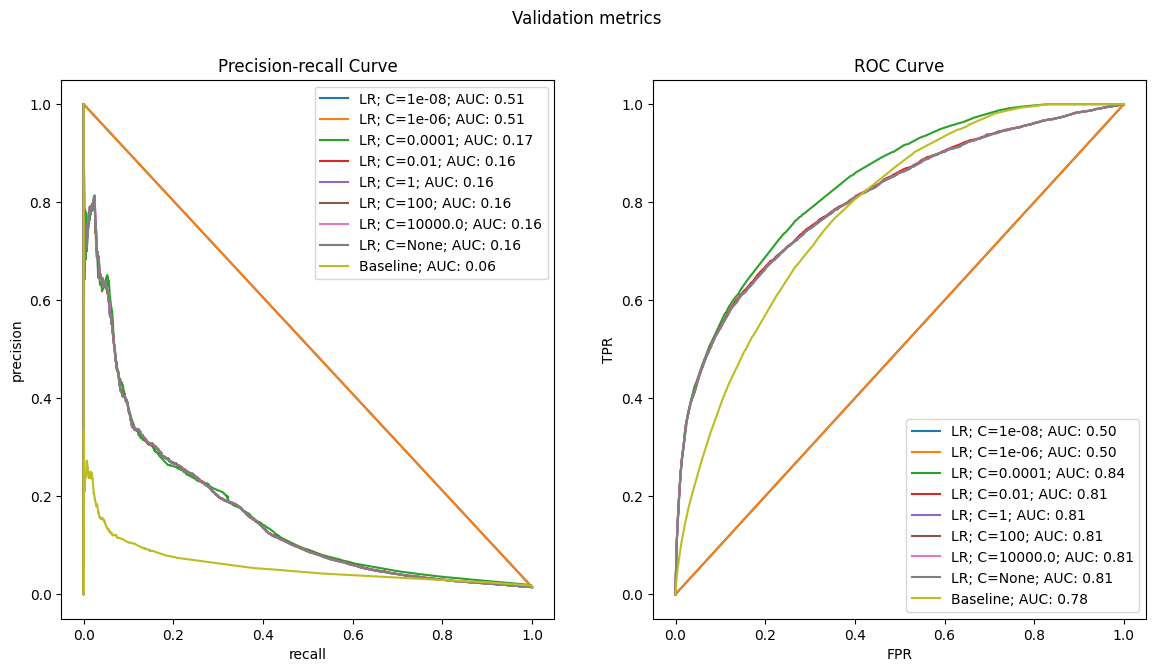 Validation metrics
Precision-recall Curve
precision
1.0
0.8
0.6
0.4
0.2
0.0
0.0 0.2 0.4 0.6 0.8 1.0
recall
LR; C=1e-08; AUC: 0.51
LR; C=1e-06; AUC: 0.51
LR; C=0.0001; AUC: 0.17
LR; C=0.01; AUC: 0.16
LR; C=1; AUC: 0.16
LR; C=100; AUC: 0.16
LR; C=10000.0; AUC: 0.16
LR; C=None; AUC: 0.16
Baseline; AUC: 0.06
ROC Curve
TPR
1.0
0.8
0.6
0.4
0.2
0.0
0.0 0.2 0.4 0.6 0.8 1.0
FPR
LR; C=1e-08; AUC: 0.50
LR; C=1e-06; AUC: 0.50
LR; C=0.0001; AUC: 0.84
LR; C=0.01; AUC: 0.81
LR; C=1; AUC: 0.81
LR; C=100; AUC: 0.81
LR; C=10000.0; AUC: 0.81
LR; C=None; AUC: 0.81
Baseline; AUC: 0.78